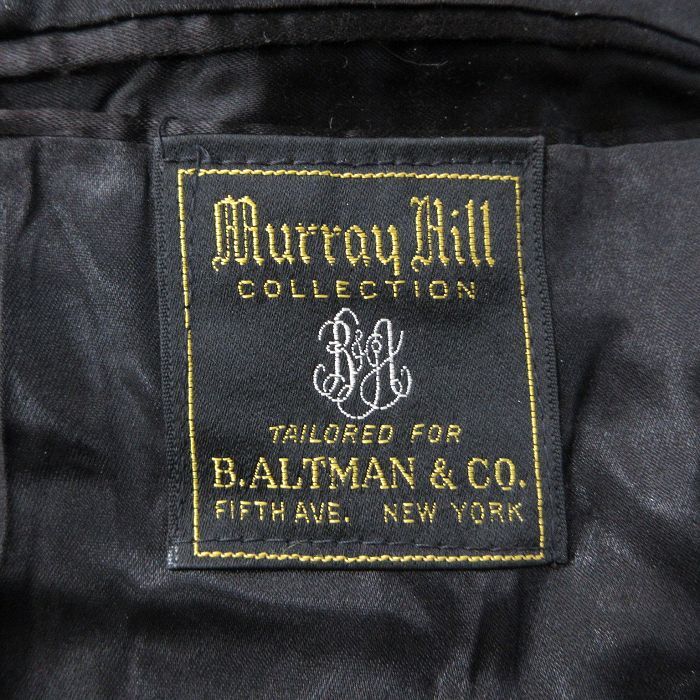 Murray Hill
COLLECTION
B&A
TAILORED FOR
B. ALTMAN & CO.
FIFTH AVE. NEW YORK